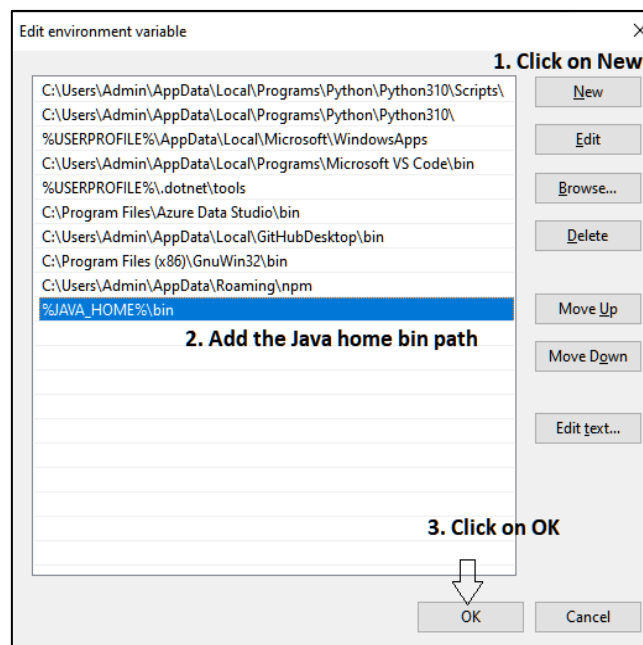 Edit environment variable
1. Click on New
C:\Users\Admin\AppData\Local\Programs\Python\Python310\Scripts\
New
C:\Users\Admin\AppData\Local\Programs\Python\Python310\
%USERPROFILE%\AppData\Local\Microsoft\WindowsApps
Edit
C:\Users\Admin\AppData\Local\Programs\Microsoft VS Code\bin
%USERPROFILE%\.dotnet\tools
Browse...
C:\Program Files\Azure Data Studio\bin
C:\Users\Admin\AppData\Local\GitHubDesktop\bin
Delete
C:\Program Files (x86)\GnuWin32\bin
C:\Users\Admin\AppData\Roaming\npm
%JAVA_HOME%\bin
Move Up
2. Add the Java home bin path
Move Down
Edit text...
3. Click on OK
OK
Cancel